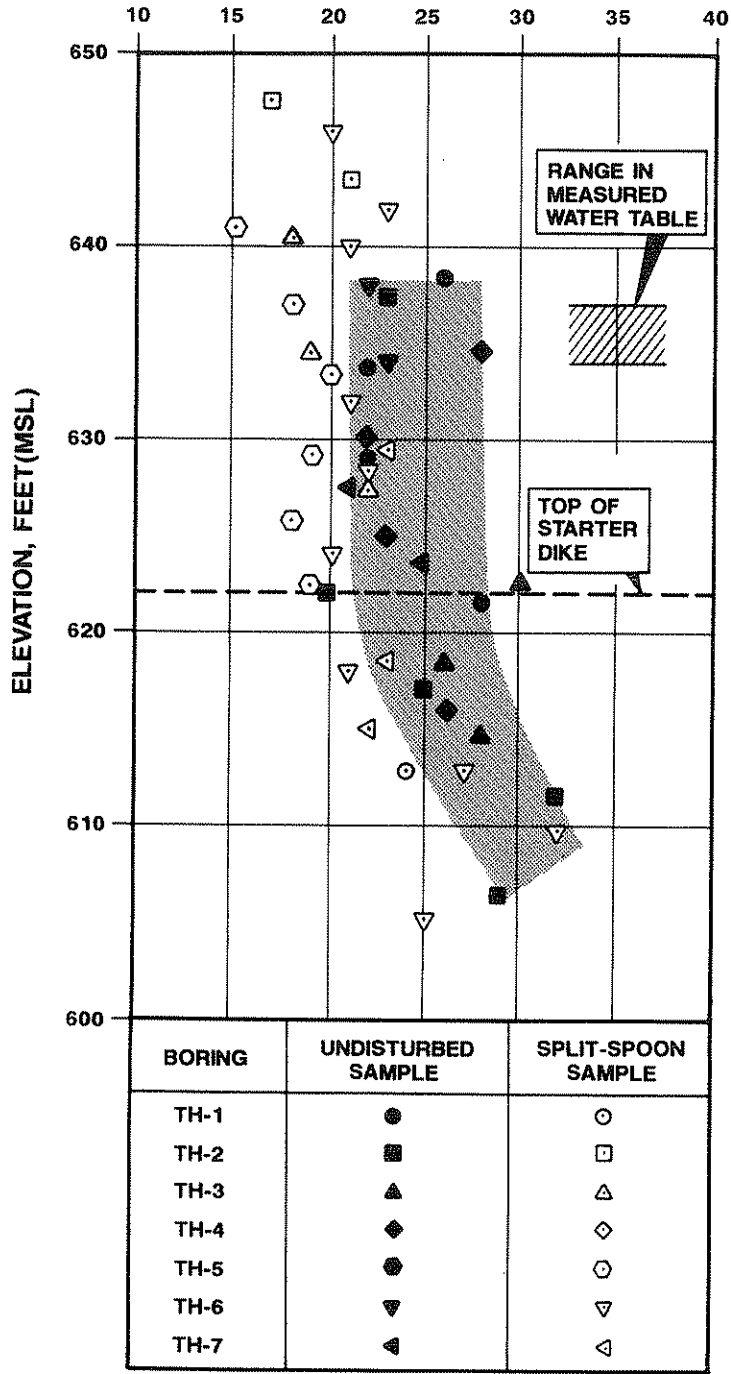 10 15 20 25 30 35 40
650
RANGE IN
MEASURED
WATER TABLE
640
630
TOP OF
STARTER
DIKE
620
610
600
ELEVATION, FEET(MSL)
BORING UNDISTURBED SAMPLE SPLIT-SPOON SAMPLE
TH-1
TH-2
TH-3
TH-4
TH-5
TH-6
TH-7